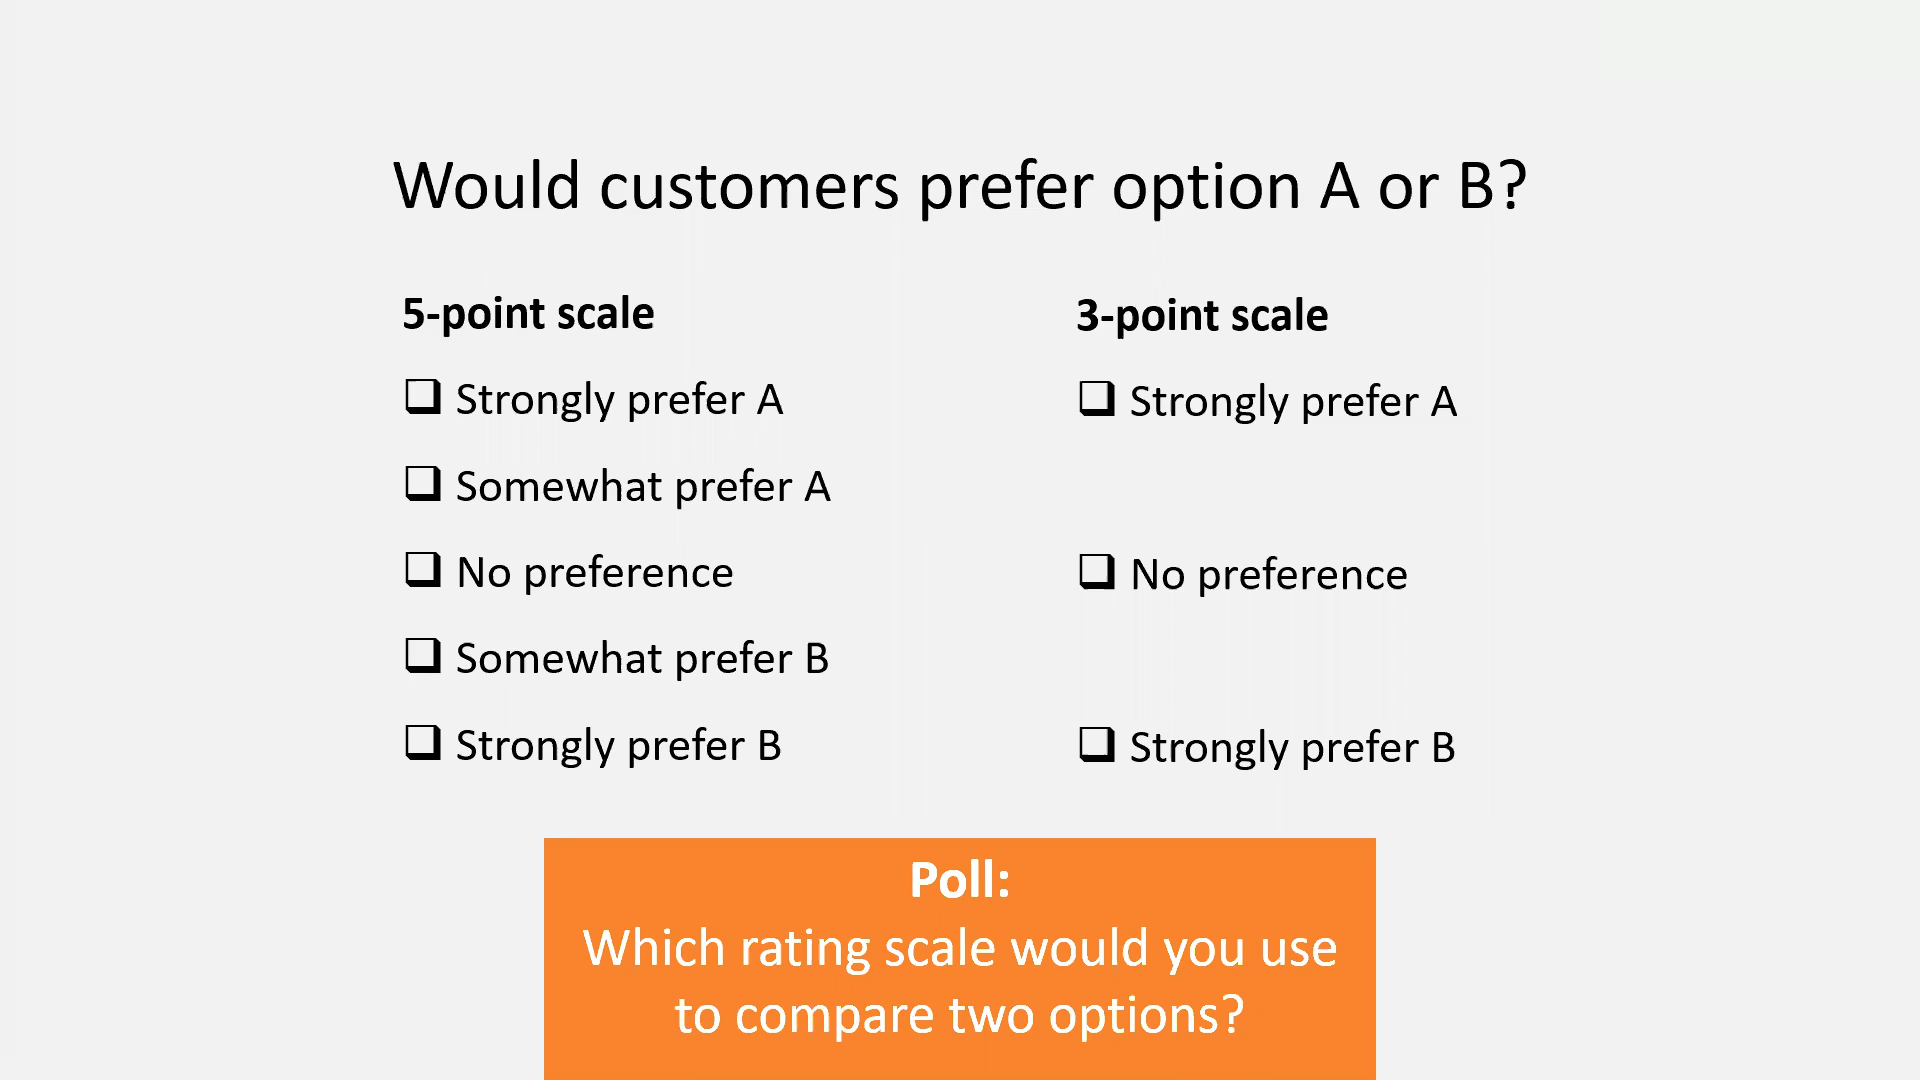 Would customers prefer option A or B?
5-point scale
❑ Strongly prefer A
❑ Somewhat prefer A
❑ No preference
❑ Somewhat prefer B
❑ Strongly prefer B
3-point scale
❑ Strongly prefer A
❑ No preference
❑ Strongly prefer B
Poll:
Which rating scale would you use
to compare two options?